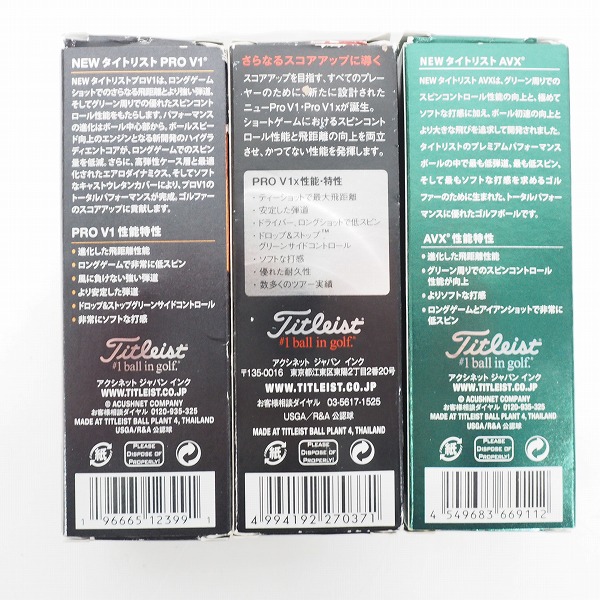 NEW タイトリスト PRO V1®
NEW タイトリストプロV1は、ロングゲーム
ショットでのさらなる飛距離とより強い弾道、
そしてグリーン周りでの優れたスピンコント
ロール性能をもたらします。パフォーマンス
の進化はボール中心部から。ボールスピー
ド向上のエンジンとなる新開発のハイグラ
ディエントコアが、ロングゲームでのスピン
量を低減。さらに、高弾性ケース層と最適
化されたエアロダイナミクス、そしてソフト
なキャストウレタンカバーにより、プロV1の
トータルパフォーマンスが完成。ゴルファー
のスコアアップに貢献します。
PRO V1 性能特性
• 進化した飛距離性能
• ロングゲームで非常に低スピン
• 風に負けない強い弾道
• より安定した弾道
• ドロップ&ストップグリーンサイドコントロール
• 非常にソフトな打感
Titleist
#1 ball in golf.®
アクシネット ジャパン インク
WWW.TITLEIST.CO.JP
© ACUSHNET COMPANY
お客様相談ダイヤル 0120-935-325
MADE AT TITLEIST BALL PLANT 4, THAILAND
USGA/R&A 公認球
紙
PLEASE
DISPOSE OF
PROPERLY!
1 96665 12399 1
さらなるスコアアップに導く
スコアアップを目指す、すべてのプレー
ヤーのために、新たに設計された
ニューPro V1・Pro V1xが誕生。
ショートゲームにおけるスピンコント
ロール性能と飛距離の向上を両立
させ、かつてない性能を発揮します。
PRO V1x性能・特性
• ティーショットで最大飛距離
• 安定した弾道
• ドライバー、ロングショットで低スピン
• ドロップ&ストップ™
グリーンサイドコントロール
• ソフトな打感
• 優れた耐久性
• 数多くのツアー実績
Titleist
#1 ball in golf.®
アクシネット ジャパン インク
〒135-0016 東京都江東区東陽2丁目2番20号
WWW.TITLEIST.CO.JP
© ACUSHNET COMPANY
お客様相談ダイヤル 03-5617-1525
USGA/R&A 公認球
MADE AT TITLEIST BALL PLANT 4, THAILAND
紙
PLEASE
DISPOSE OF
PROPERLY!
4 994192 270371
NEW タイトリスト AVX®
NEW タイトリスト AVXは、グリーン周りでの
スピンコントロール性能の向上と、極めて
ソフトな打感に加え、ボール初速の向上と
より大きな飛びを追求して開発されました。
タイトリストのプレミアムパフォーマンス
ボールの中で最も低弾道、最も低スピン、
そして最もソフトな打感を求めるゴル
ファーのために生まれた、トータルパフォー
マンスに優れたゴルフボールです。
AVX® 性能特性
• 進化した飛距離性能
• グリーン周りでのスピンコントロール
性能が向上
• よりソフトな打感
• ロングゲームとアイアンショットで非常に
低スピン
Titleist
#1 ball in golf.®
アクシネット ジャパン インク
WWW.TITLEIST.CO.JP
© ACUSHNET COMPANY
お客様相談ダイヤル 0120-935-325
MADE AT TITLEIST BALL PLANT 4, THAILAND
USGA/R&A 公認球
紙
PLEASE
DISPOSE OF
PROPERLY!
4 549683 669112